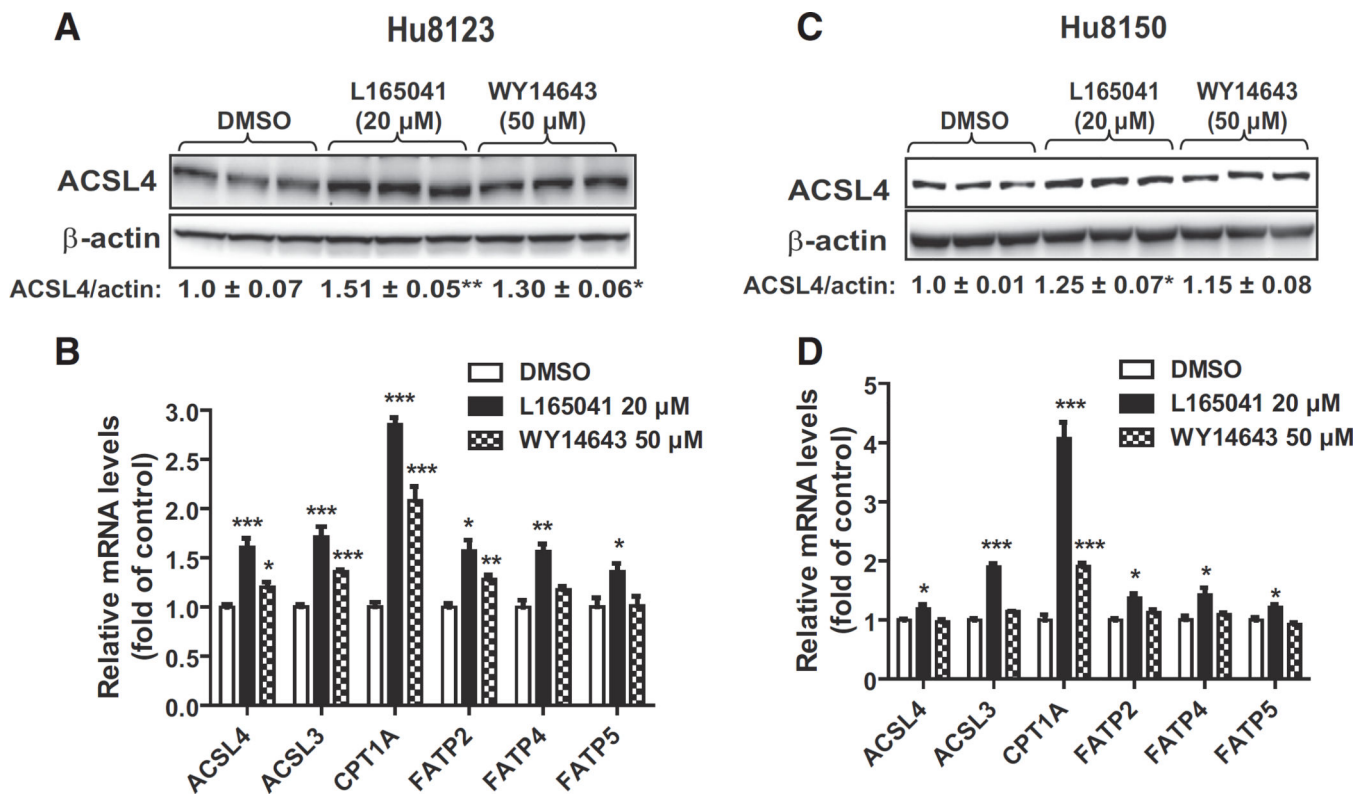 A
Hu8123
L165041
(20 µM)
WY14643
(50 µM)
DMSO
ACSL4
β-actin
ACSL4/actin: 1.0 ± 0.07 1.51 ± 0.05** 1.30 ± 0.06*
B
DMSO
L165041 20 µM
WY14643 50 µM
Relative mRNA levels
(fold of control)
3.0
2.5
2.0
1.5
1.0
0.5
0.0
***
*
***
***
***
***
*
**
**
*
ACSL4
ACSL3
CPT1A
FATP2
FATP4
FATP5
C
Hu8150
L165041
(20 µM)
WY14643
(50 µM)
DMSO
ACSL4
β-actin
ACSL4/actin: 1.0 ± 0.01 1.25 ± 0.07* 1.15 ± 0.08
D
DMSO
L165041 20 µM
WY14643 50 µM
Relative mRNA levels
(fold of control)
5
4
3
2
1
0
*
***
***
***
*
*
*
ACSL4
ACSL3
CPT1A
FATP2
FATP4
FATP5